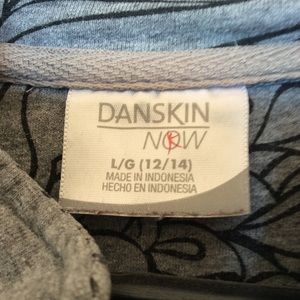 DANSKIN
NOW
L/G (12/14)
MADE IN INDONESIA
HECHO EN INDONESIA